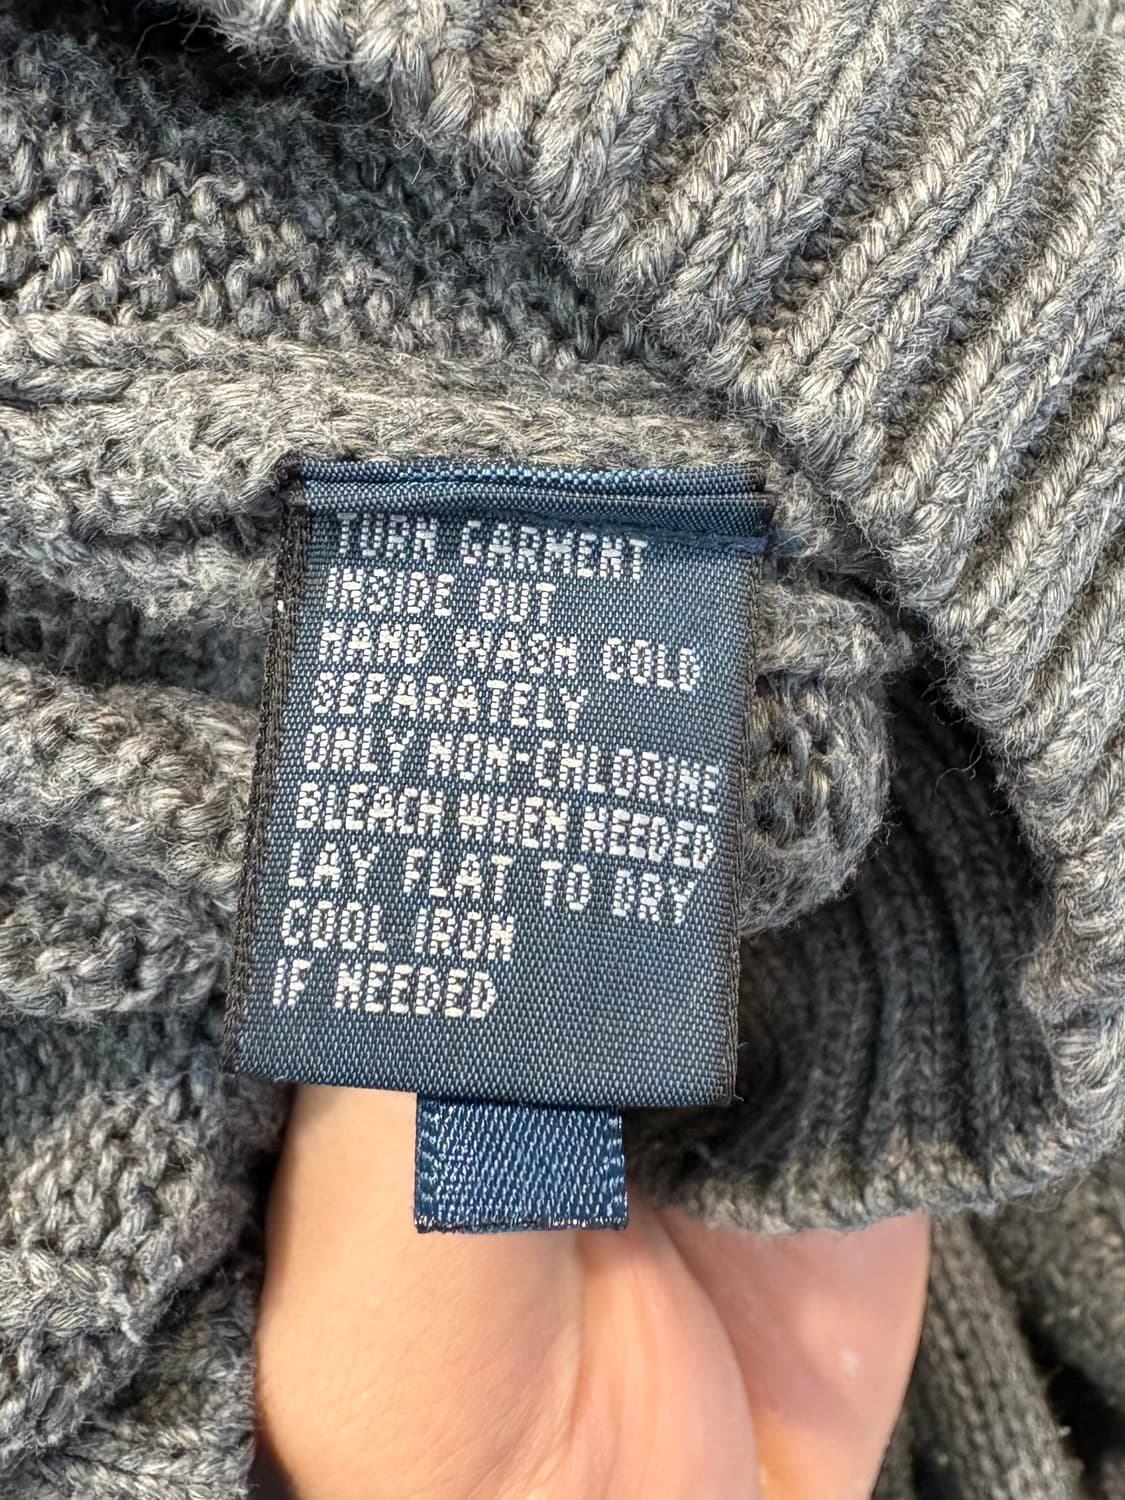 TURN GARMENT
INSIDE OUT
HAND WASH COLD
SEPARATELY
ONLY NON-CHLORINE
BLEACH WHEN NEEDED
LAY FLAT TO DRY
COOL IRON
IF NEEDED